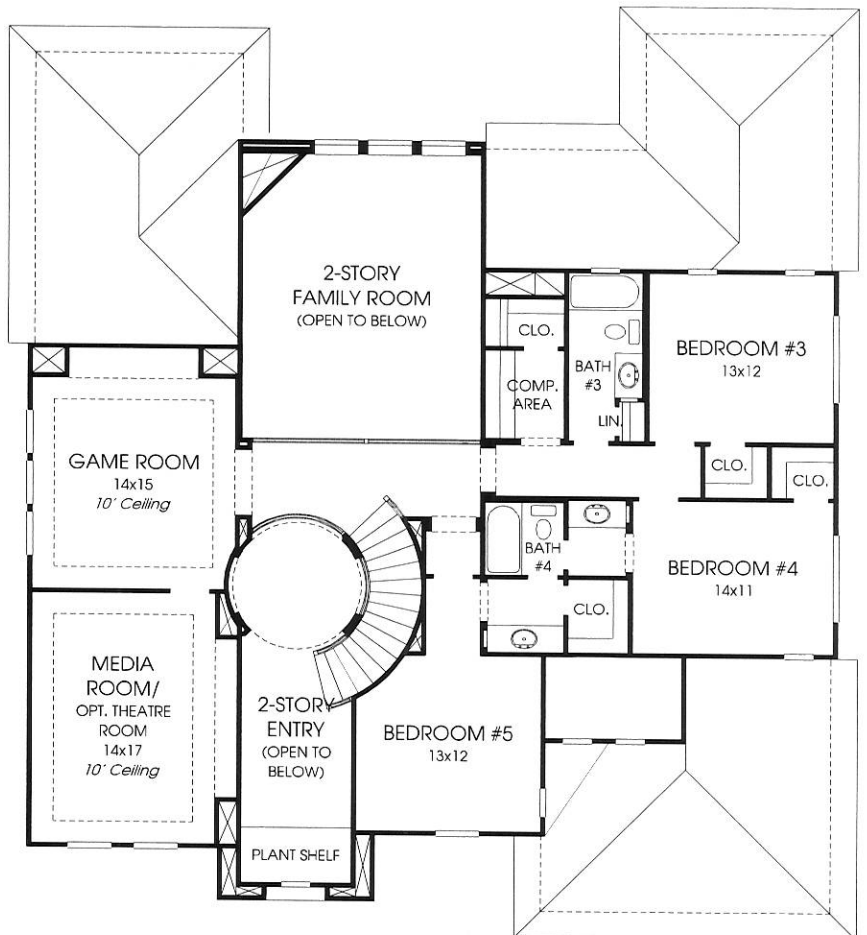 2-STORY
FAMILY ROOM
(OPEN TO BELOW)
CLO.
COMP.
AREA
BATH
#3
LIN.
BEDROOM #3
13x12
CLO.
CLO.
GAME ROOM
14x15
10' Ceiling
BATH
#4
CLO.
BEDROOM #4
14x11
MEDIA
ROOM/
OPT. THEATRE
ROOM
14x17
10' Ceiling
2-STORY
ENTRY
(OPEN TO
BELOW)
BEDROOM #5
13x12
PLANT SHELF